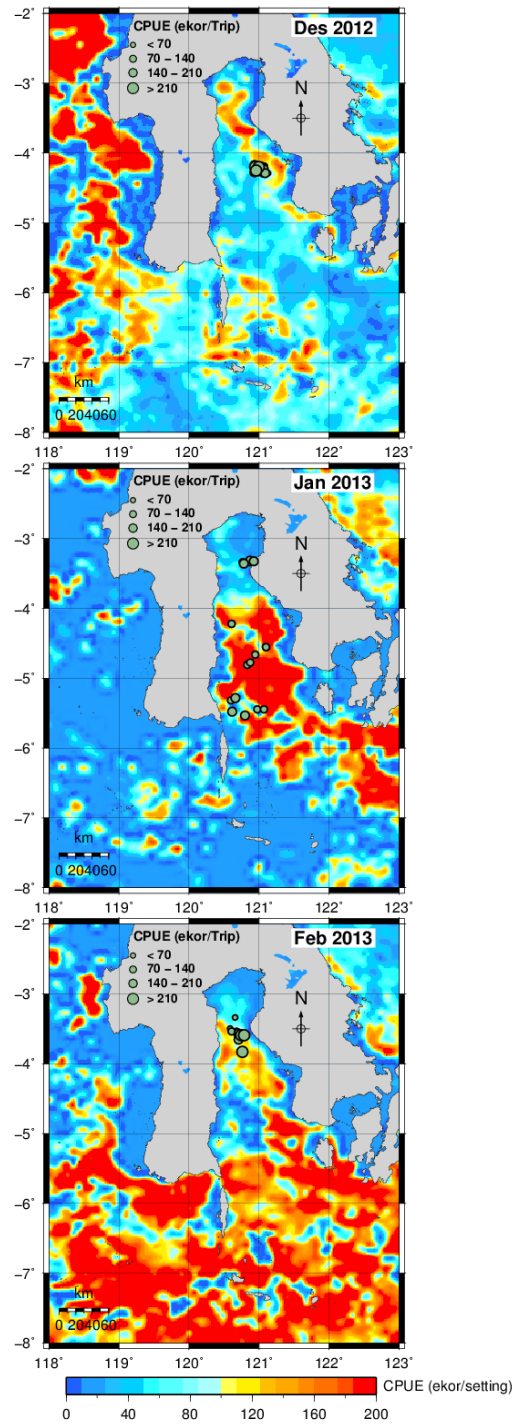 CPUE (ekor/Trip)
Des 2012
< 70
70 – 140
140 – 210
> 210
N
−2˚
−3˚
−4˚
−5˚
−6˚
−7˚
−8˚
km
0 204060
118˚ 119˚ 120˚ 121˚ 122˚ 123˚
CPUE (ekor/Trip)
Jan 2013
< 70
70 – 140
140 – 210
> 210
N
−2˚
−3˚
−4˚
−5˚
−6˚
−7˚
−8˚
km
0 204060
118˚ 119˚ 120˚ 121˚ 122˚ 123˚
CPUE (ekor/Trip)
Feb 2013
< 70
70 – 140
140 – 210
> 210
N
−2˚
−3˚
−4˚
−5˚
−6˚
−7˚
−8˚
km
0 204060
118˚ 119˚ 120˚ 121˚ 122˚ 123˚
CPUE (ekor/setting)
0 40 80 120 160 200